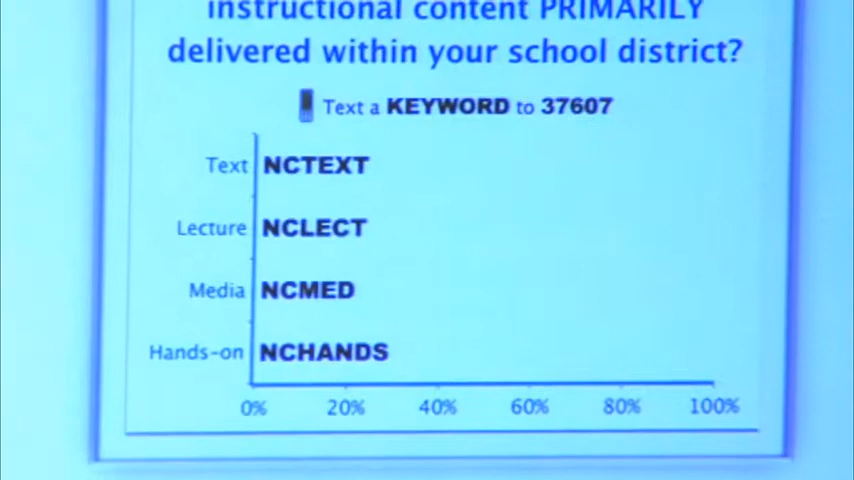 instructional content PRIMARILY
delivered within your school district?
Text a KEYWORD to 37607
Text NCTEXT
Lecture NCLECT
Media NCMED
Hands-on NCHANDS
0% 20% 40% 60% 80% 100%